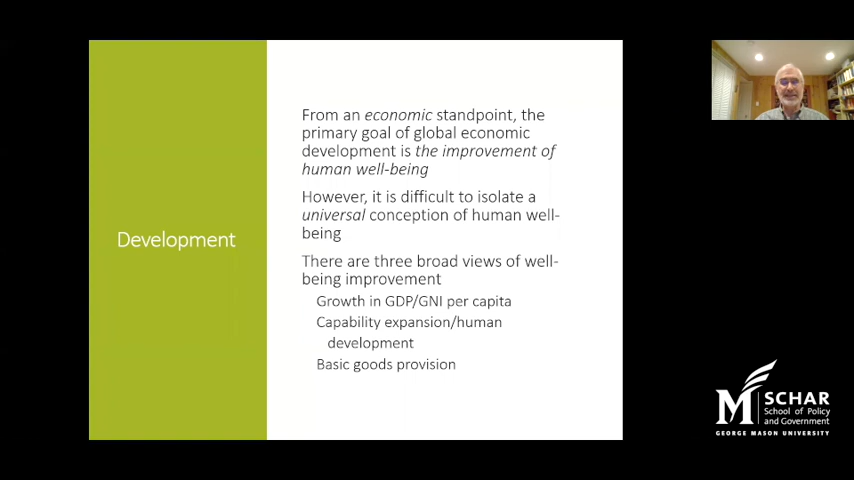 Development
From an economic standpoint, the
primary goal of global economic
development is the improvement of
human well-being
However, it is difficult to isolate a
universal conception of human well-
being
There are three broad views of well-
being improvement
Growth in GDP/GNI per capita
Capability expansion/human
development
Basic goods provision
M SCHAR
School of Policy
and Government
GEORGE MASON UNIVERSITY